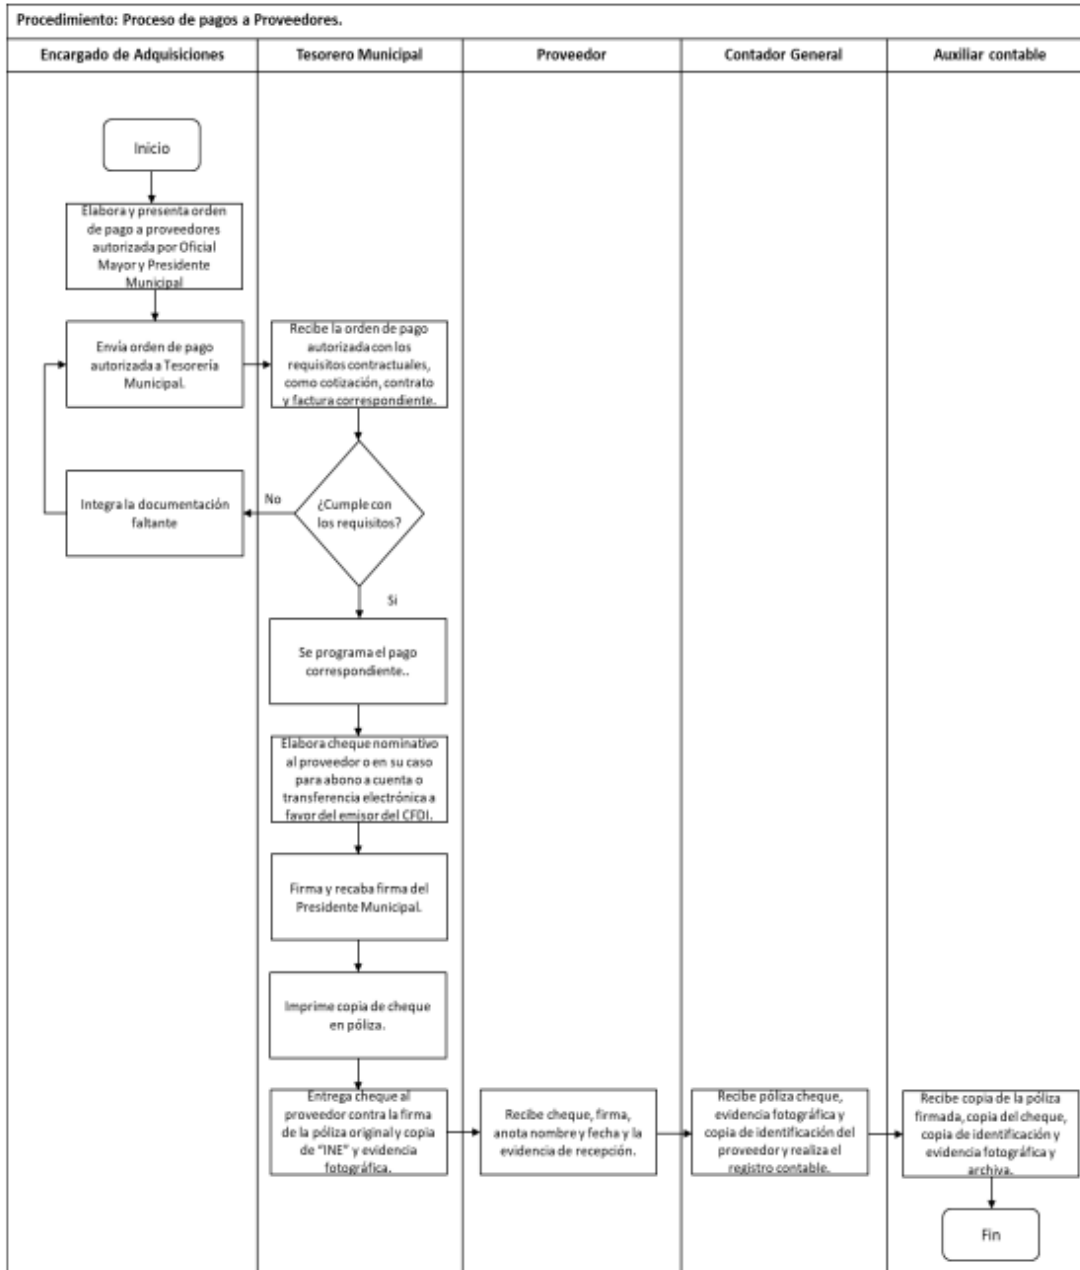 Procedimiento: Proceso de pagos a Proveedores.
Encargado de Adquisiciones
Tesorero Municipal
Proveedor
Contador General
Auxiliar contable
Inicio
Elabora y presenta orden
de pago a proveedores
autorizada por Oficial
Mayor y Presidente
Municipal
Envía orden de pago
autorizada a Tesorería
Municipal.
Recibe la orden de pago
autorizada con los
requisitos contractuales,
como cotización, contrato
y factura correspondiente.
Integra la documentación
faltante
No
¿Cumple con
los requisitos?
Si
Se programa el pago
correspondiente..
Elabora cheque nominativo
al proveedor o en su caso
para abono a cuenta o
transferencia electrónica a
favor del emisor del CFDI.
Firma y recaba firma del
Presidente Municipal.
Imprime copia de cheque
en póliza.
Entrega cheque al
proveedor contra la firma
de la póliza original y copia
de “INE” y evidencia
fotográfica.
Recibe cheque, firma,
anota nombre y fecha y la
evidencia de recepción.
Recibe póliza cheque,
evidencia fotográfica y
copia de identificación del
proveedor y realiza el
registro contable.
Recibe copia de la póliza
firmada, copia del cheque,
copia de identificación y
evidencia fotográfica y
archiva.
Fin